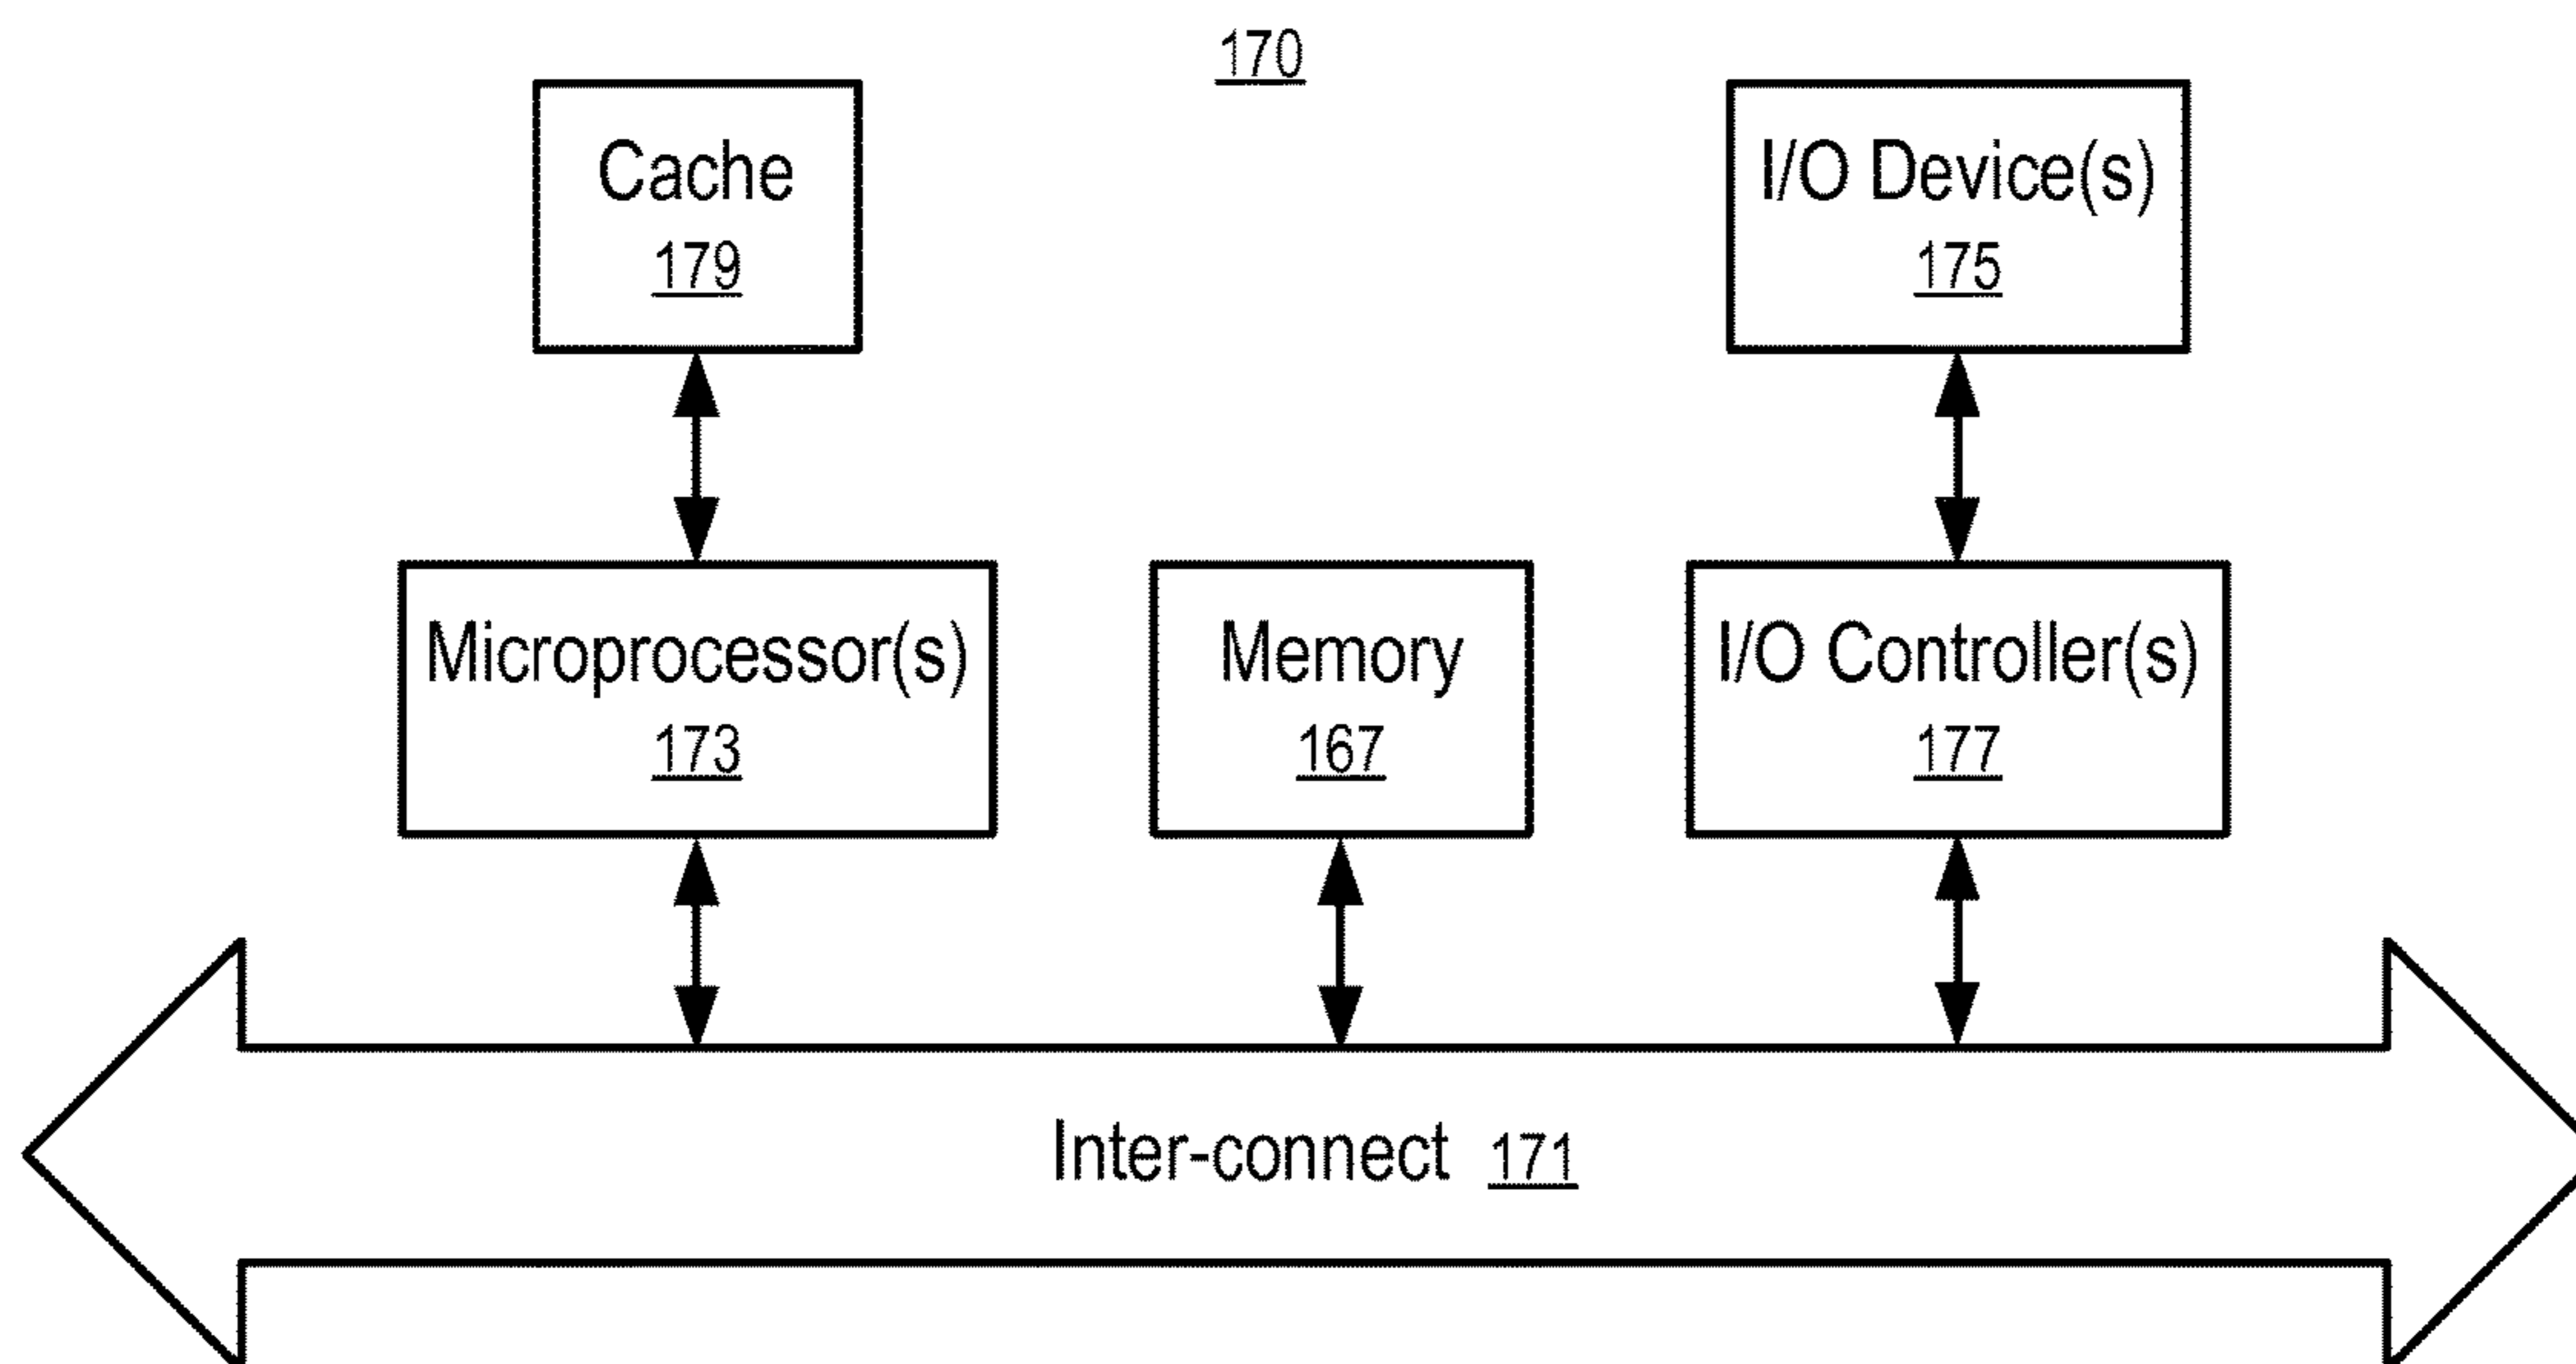 170
Cache
179
I/O Device(s)
175
Microprocessor(s)
173
Memory
167
I/O Controller(s)
177
Inter-connect 171